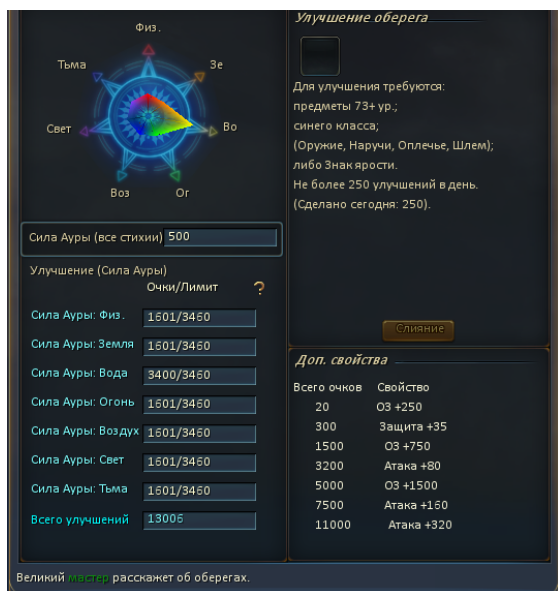 Физ.
Тьма
Зе
Свет
Во
Воз
Ог
Сила Ауры (все стихии) 500
Улучшение (Сила Ауры)
Очки/Лимит ?
Сила Ауры: Физ. 1601/3460
Сила Ауры: Земля 1601/3460
Сила Ауры: Вода 3400/3460
Сила Ауры: Огонь 1601/3460
Сила Ауры: Воздух 1601/3460
Сила Ауры: Свет 1601/3460
Сила Ауры: Тьма 1601/3460
Всего улучшений 13006
Улучшение оберега
Для улучшения требуются:
предметы 73+ ур.;
синего класса;
(Оружие, Наручи, Оплечье, Шлем);
либо Знак ярости.
Не более 250 улучшений в день.
(Сделано сегодня: 250).
Слияние
Доп. свойства
Всего очков Свойство
20 ОЗ +250
300 Защита +35
1500 ОЗ +750
3200 Атака +80
5000 ОЗ +1500
7500 Атака +160
11000 Атака +320
Великий мастер расскажет об оберегах.